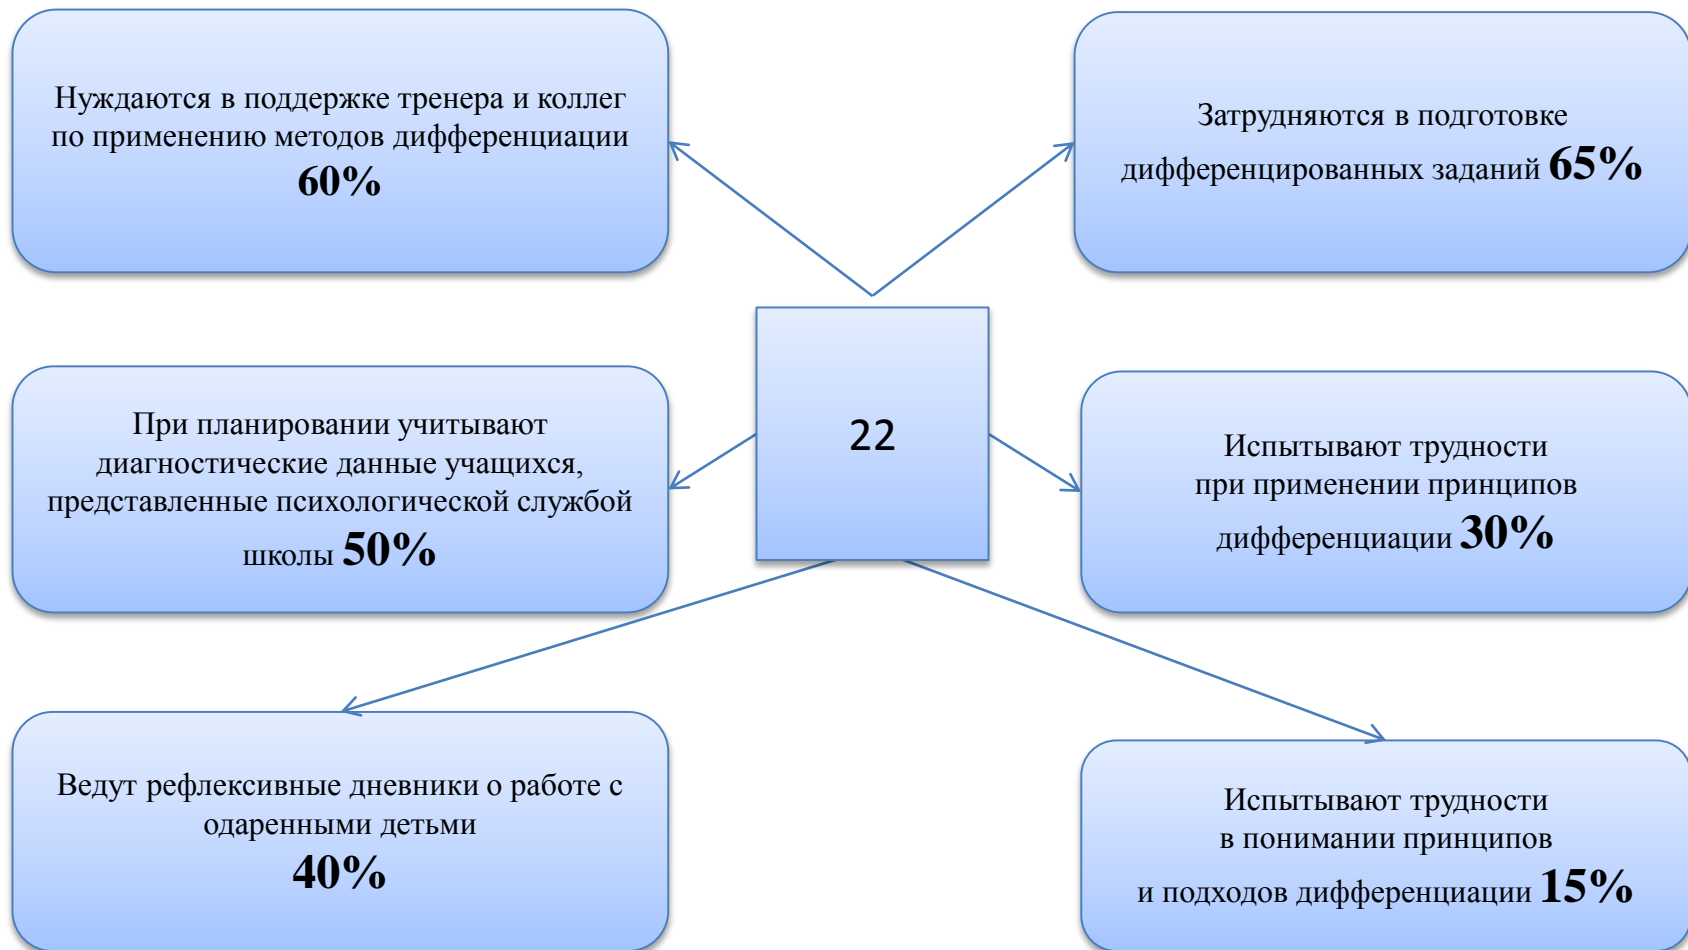 Нуждаются в поддержке тренера и коллег
по применению методов дифференциации
60%
Затрудняются в подготовке
дифференцированных заданий 65%
22
При планировании учитывают
диагностические данные учащихся,
представленные психологической службой
школы 50%
Испытывают трудности
при применении принципов
дифференциации 30%
Ведут рефлексивные дневники о работе с
одаренными детьми
40%
Испытывают трудности
в понимании принципов
и подходов дифференциации 15%